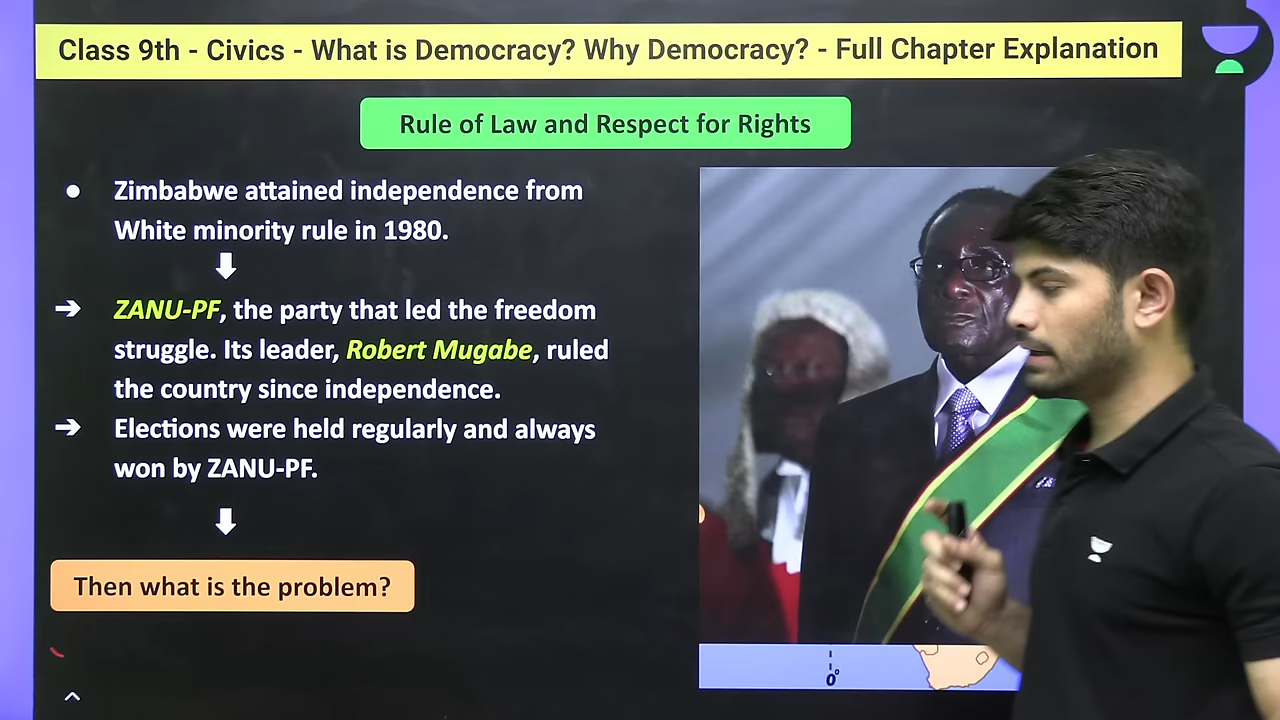 Class 9th - Civics - What is Democracy? Why Democracy? - Full Chapter Explanation
Rule of Law and Respect for Rights
● Zimbabwe attained independence from
White minority rule in 1980.
➔ ZANU-PF, the party that led the freedom
struggle. Its leader, Robert Mugabe, ruled
the country since independence.
➔ Elections were held regularly and always
won by ZANU-PF.
Then what is the problem?
0°